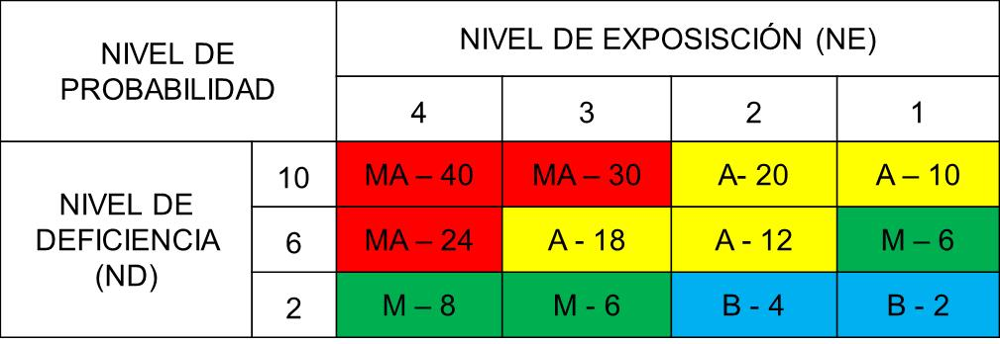 NIVEL DE
PROBABILIDAD
NIVEL DE EXPOSISCIÓN (NE)
4 3 2 1
NIVEL DE
DEFICIENCIA
(ND)
10 MA – 40 MA – 30 A- 20 A – 10
6 MA – 24 A - 18 A - 12 M – 6
2 M – 8 M - 6 B - 4 B - 2